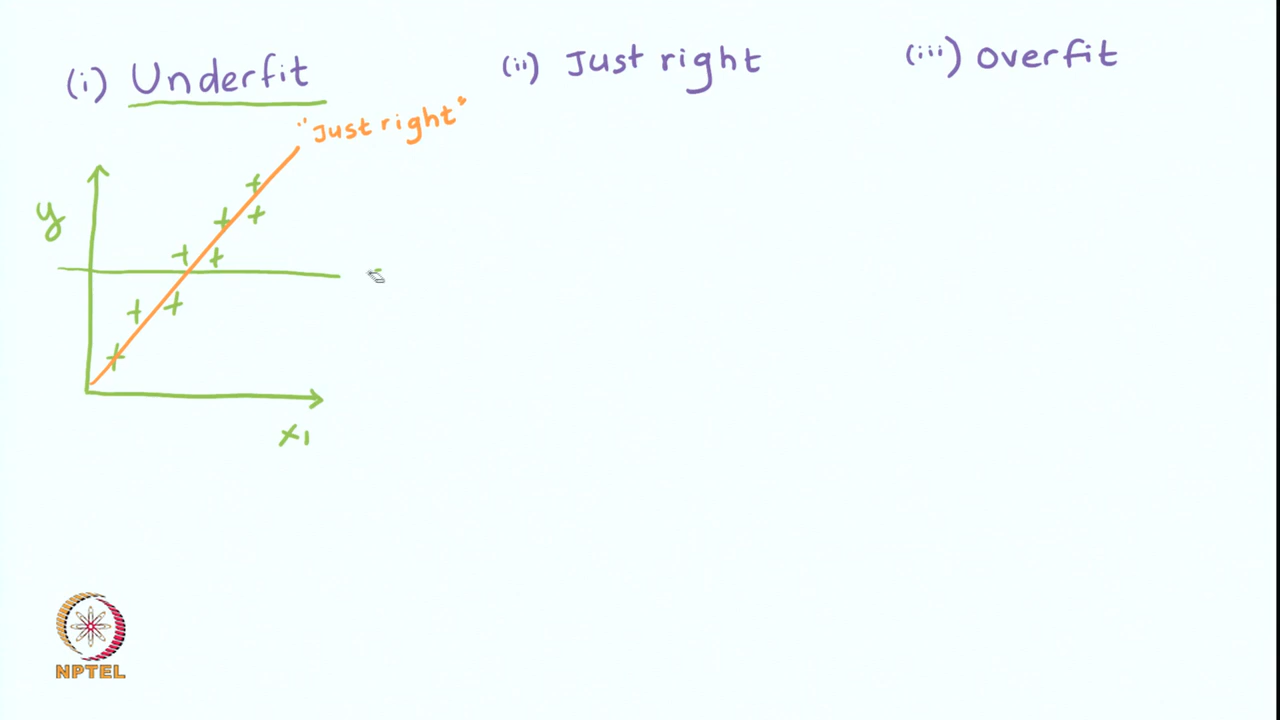 (i) Underfit
(ii) Just right
(iii) overfit
"Just right"
y
x1
NPTEL